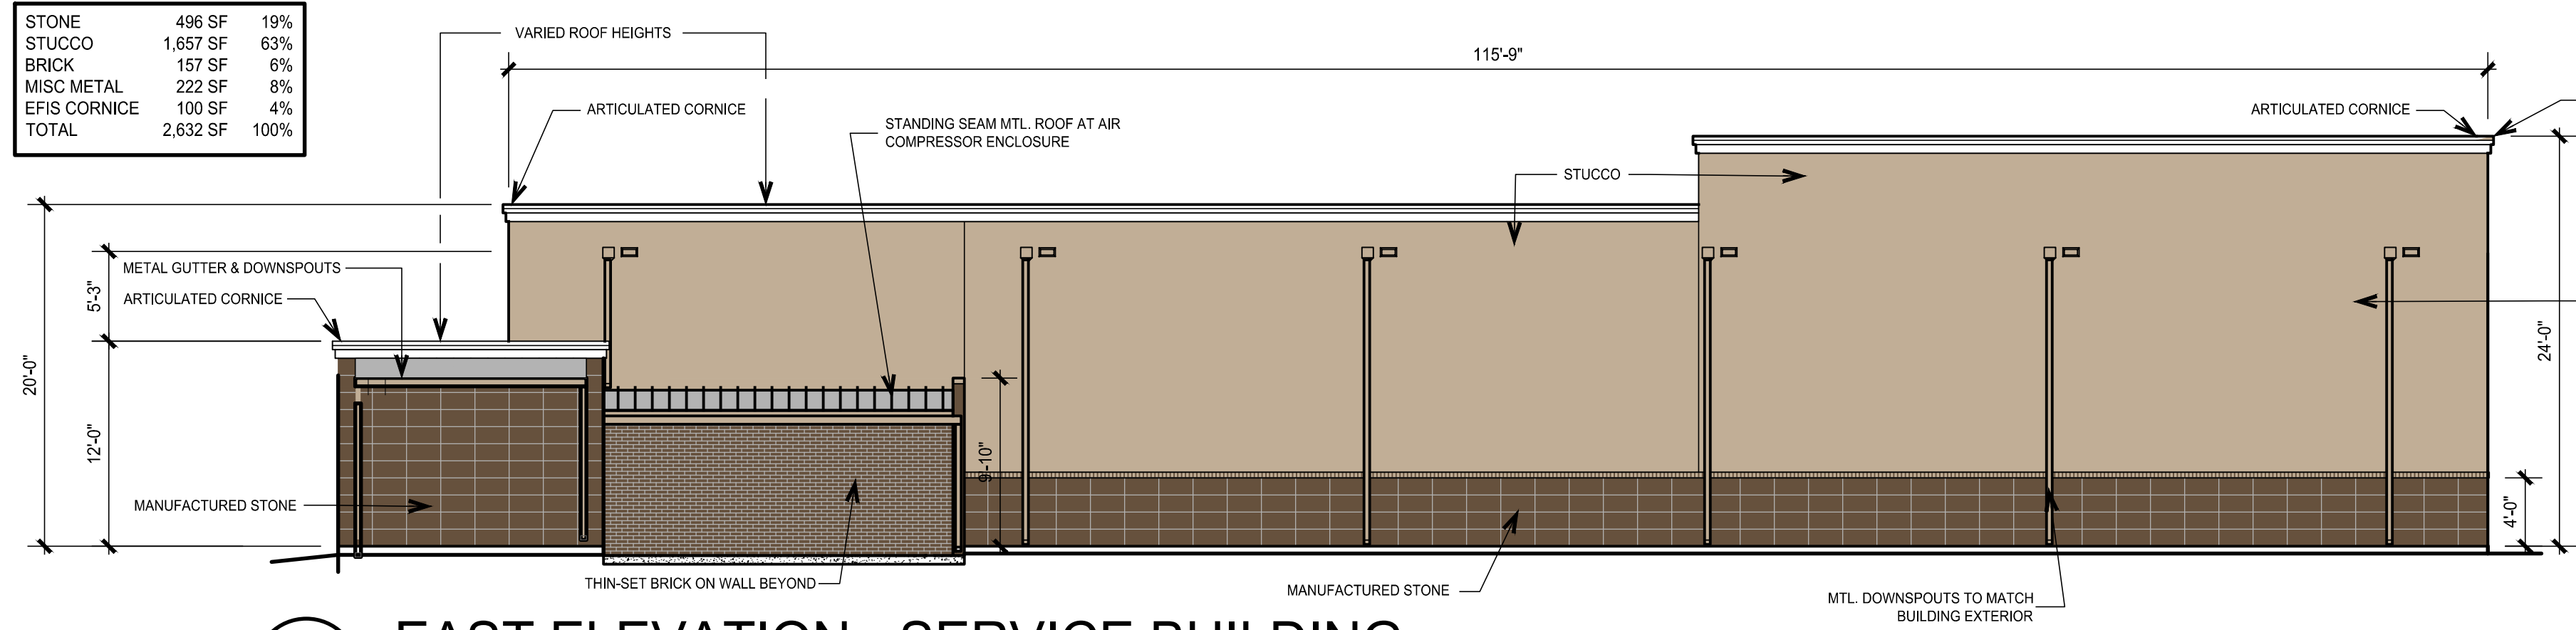 STONE 496 SF 19%
STUCCO 1,657 SF 63%
BRICK 157 SF 6%
MISC METAL 222 SF 8%
EFIS CORNICE 100 SF 4%
TOTAL 2,632 SF 100%
VARIED ROOF HEIGHTS
115'-9"
ARTICULATED CORNICE
STANDING SEAM MTL. ROOF AT AIR
COMPRESSOR ENCLOSURE
ARTICULATED CORNICE
STUCCO
METAL GUTTER & DOWNSPOUTS
ARTICULATED CORNICE
5'-3"
20'-0"
12'-0"
9'-10"
24'-0"
4'-0"
MANUFACTURED STONE
THIN-SET BRICK ON WALL BEYOND
MANUFACTURED STONE
MTL. DOWNSPOUTS TO MATCH
BUILDING EXTERIOR
EAST ELEVATION - SERVICE BUILDING